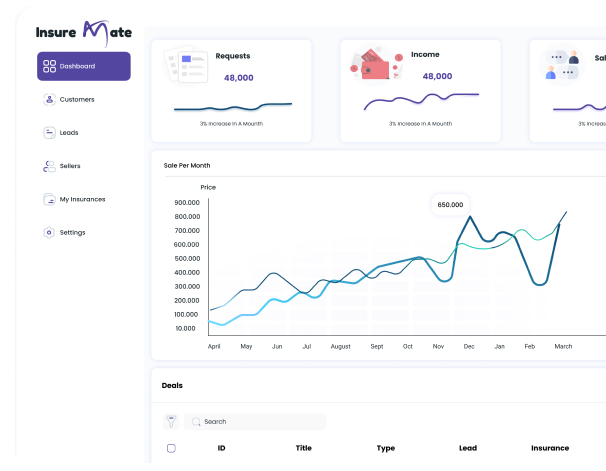 Insure Mate
Dashboard
Customers
Leads
Sellers
My Insurances
Settings
Requests
48,000
3% Increase In A Mounth
Income
48,000
3% Increase In A Mounth
Sal
3% Increase
Sale Per Month
Price
900.000
800.000
700.000
600.000
500.000
400.000
300.000
200.000
100.000
10.000
650.000
April May Jun Jul August Sept Oct Nov Dec Jan Feb March
Deals
Search
ID Title Type Lead Insurance